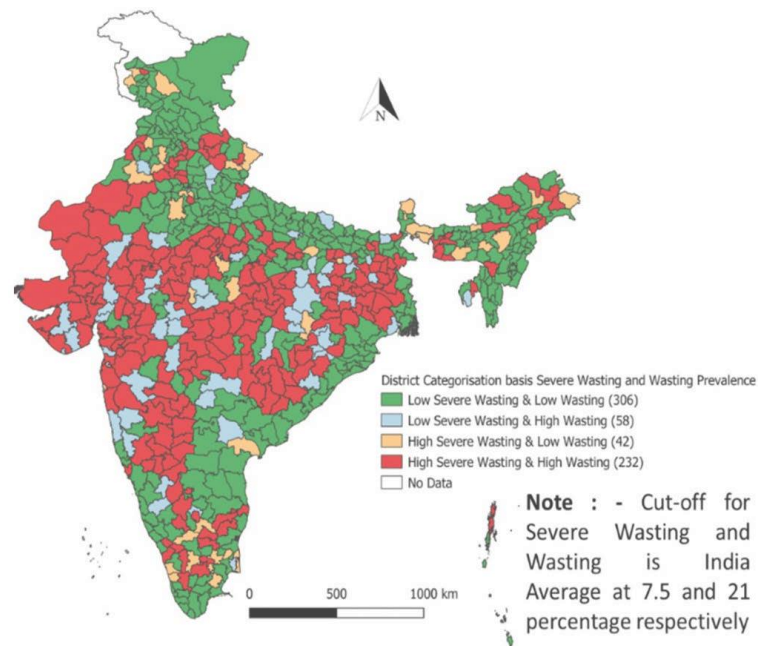 N
District Categorisation basis Severe Wasting and Wasting Prevalence
Low Severe Wasting & Low Wasting (306)
Low Severe Wasting & High Wasting (58)
High Severe Wasting & Low Wasting (42)
High Severe Wasting & High Wasting (232)
No Data
Note : - Cut-off for
Severe Wasting and
Wasting is India
Average at 7.5 and 21
percentage respectively
0 500 1000 km